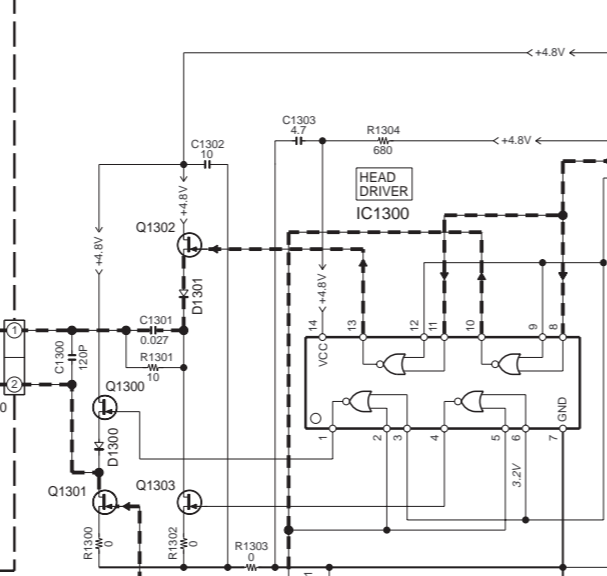 +4.8V
C1303
4.7
R1304
680
+4.8V
C1302
10
HEAD
DRIVER
IC1300
+4.8V
Q1302
+4.8V
D1301
+4.8V
C1301
0.027
14
13
12
11
10
9
8
1
VCC
C1300
120P
R1301
10
2
0
Q1300
GND
1
2
3
4
5
6
7
D1300
3.2V
Q1301
Q1303
R1300
0
R1302
0
R1303
0
1